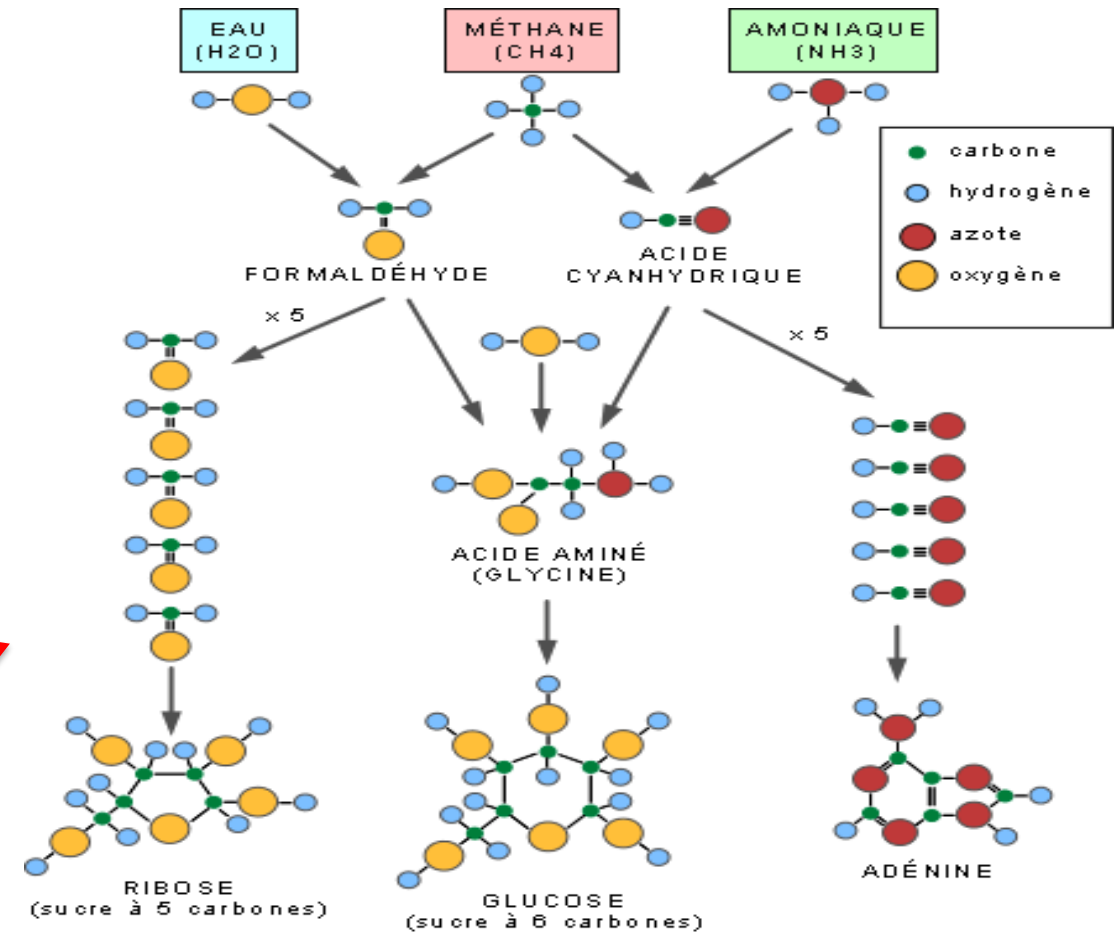 EAU
(H2O)
MÉTHANE
(CH4)
AMONIAQUE
(NH3)
carbone
hydrogène
azote
oxygène
FORMALDÉHYDE
ACIDE
CYANHYDRIQUE
x 5
x 5
ACIDE AMINÉ
(GLYCINE)
RIBOSE
(sucre à 5 carbones)
GLUCOSE
(sucre à 6 carbones)
ADÉNINE